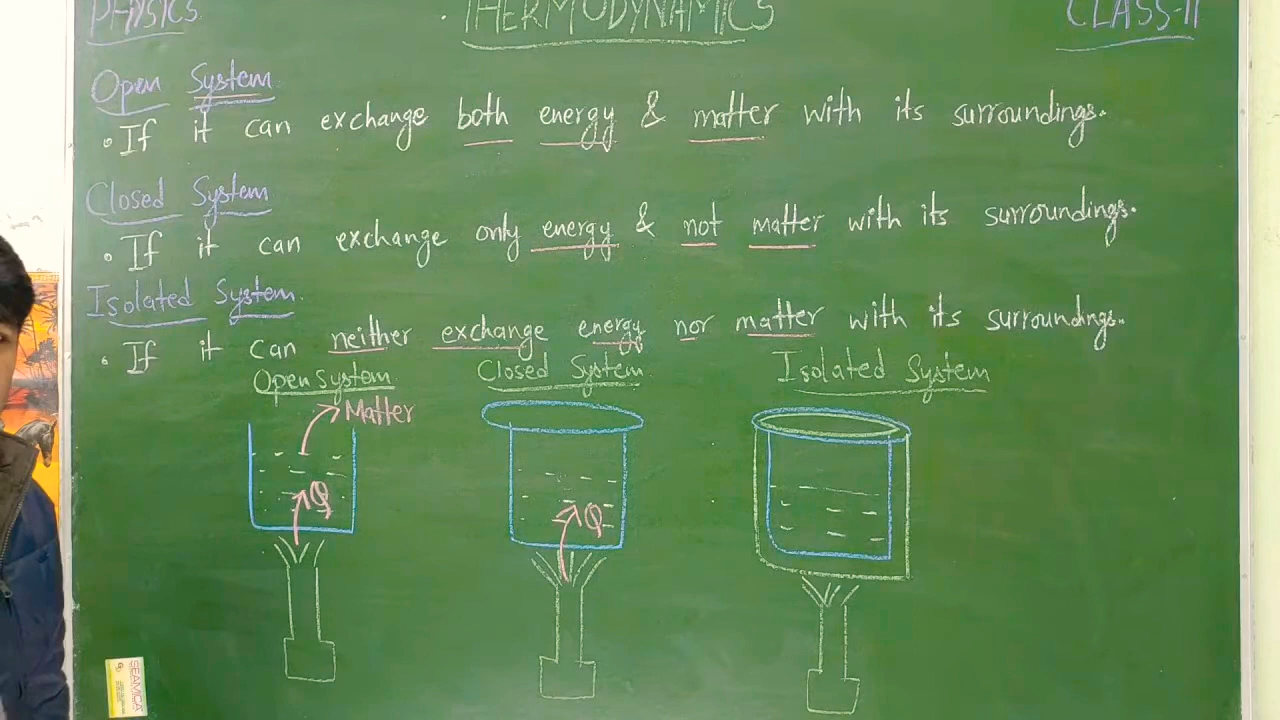 PHYSICS
THERMODYNAMICS
CLASS-11
Open System
• If it can exchange both energy & matter with its surroundings.
Closed System
• If it can exchange only energy & not matter with its surroundings.
Isolated System
• If it can neither exchange energy nor matter with its surroundings.
Open System
Closed System
Isolated System
Matter
Q
Q
SEAMICA